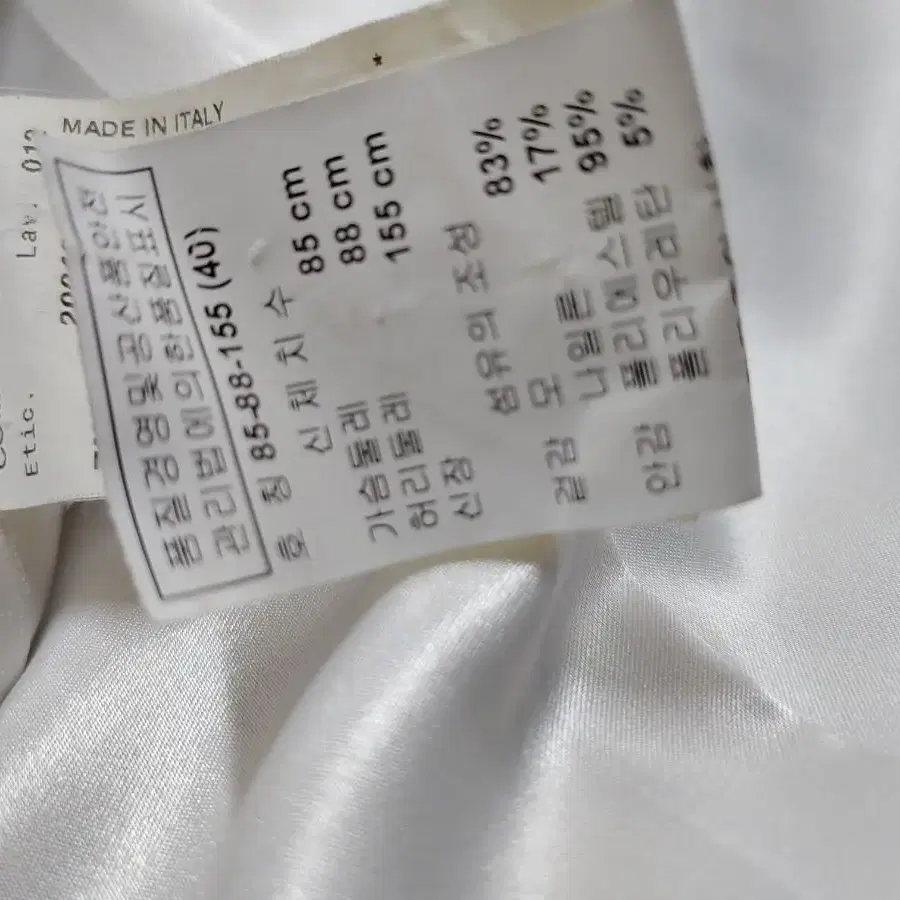 MADE IN ITALY
Lav. 012
Etic.
품질경영및공산품안전
관리법에의한품질표시
호 칭 85-88-155 (40)
신 체 치 수
가슴둘레 85 cm
허리둘레 88 cm
신장 155 cm
섬유의 조성
겉감 모 83%
나일론 17%
안감 폴리에스텔 95%
폴리우레탄 5%